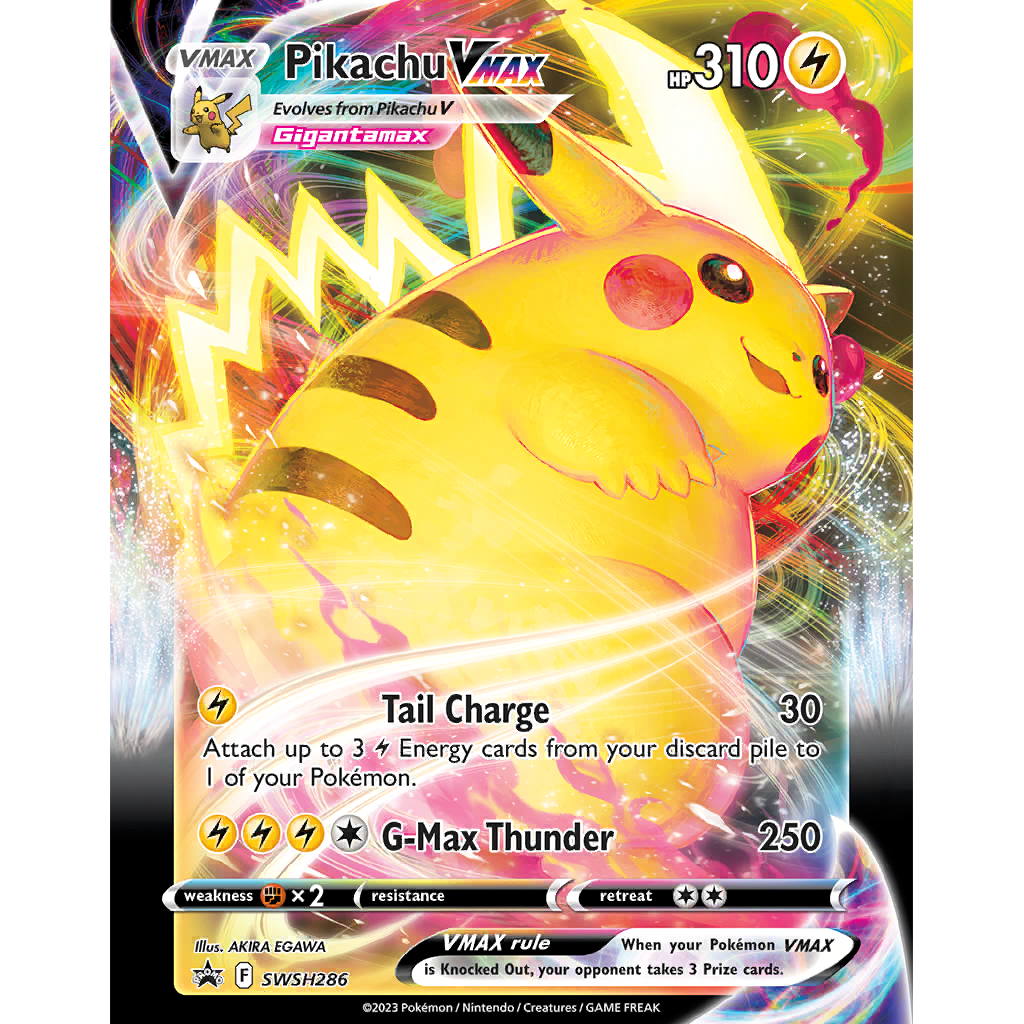 VMAX
Pikachu VMAX
HP 310
Evolves from Pikachu V
Gigantamax
Tail Charge 30
Attach up to 3 Energy cards from your discard pile to
1 of your Pokémon.
G-Max Thunder 250
weakness ×2 resistance retreat
Illus. AKIRA EGAWA
VMAX rule When your Pokémon VMAX
is Knocked Out, your opponent takes 3 Prize cards.
F SWSH286
©2023 Pokémon / Nintendo / Creatures / GAME FREAK